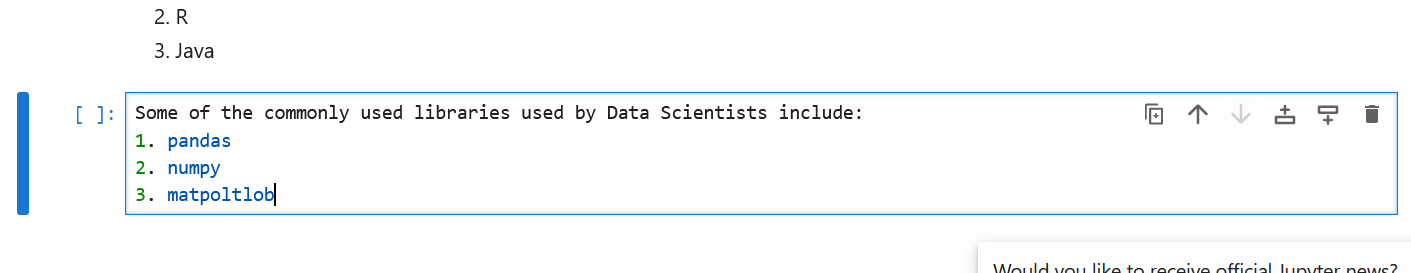 2. R
3. Java
[ ]: Some of the commonly used libraries used by Data Scientists include:
1. pandas
2. numpy
3. matpoltlob
Would you like to receive official Jupyter news?